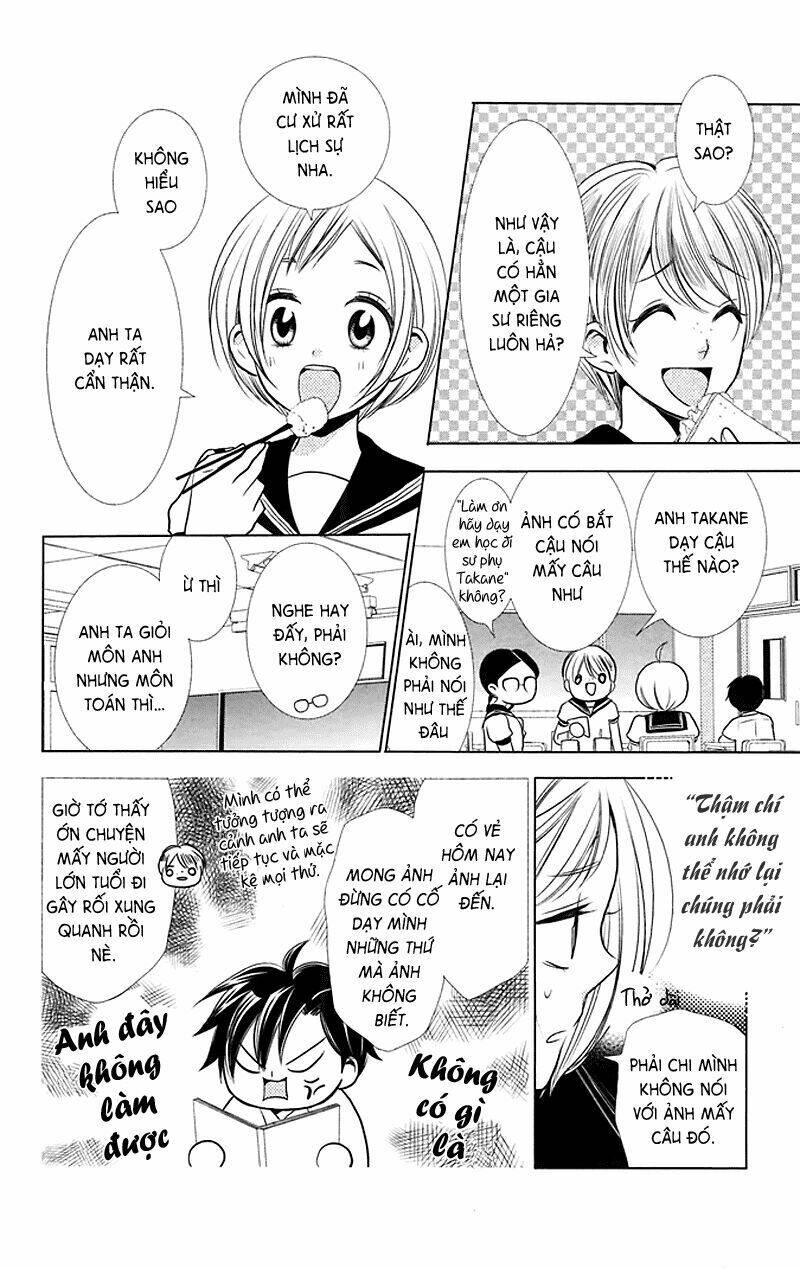 THẬT
SAO?
NHƯ VẬY
LÀ, CẬU
CÓ HẲN
MỘT GIA
SƯ RIÊNG
LUÔN HẢ?
MÌNH ĐÃ
CƯ XỬ RẤT
LỊCH SỰ
NHA.
KHÔNG
HIỂU
SAO
ANH TA
DẠY RẤT
CẨN THẬN.
ANH TAKANE
DẠY CẬU
THẾ NÀO?
ẢNH CÓ BẮT
CẬU NÓI
MẤY CÂU
NHƯ
"Làm ơn
hãy dạy
em học đi
sư phụ
Takane"
không?
ÀI, MÌNH
KHÔNG
PHẢI NÓI
NHƯ THẾ
ĐÂU
NGHE HAY
ĐẤY, PHẢI
KHÔNG?
Ừ THÌ
ANH TA GIỎI
MÔN ANH
NHƯNG MÔN
TOÁN THÌ...
"Thậm chí
anh không
thể nhớ lại
chúng phải
không?"
Thở dài
PHẢI CHI MÌNH
KHÔNG NÓI
VỚI ẢNH MẤY
CÂU ĐÓ.
CÓ VẺ
HÔM NAY
ẢNH LẠI
ĐẾN.
MONG ẢNH
ĐỪNG CÓ CỐ
DẠY MÌNH
NHỮNG THỨ
MÀ ẢNH
KHÔNG
BIẾT.
Mình có thể
tưởng tượng ra
cảnh anh ta sẽ
tiếp tục và mặc
kệ mọi thứ.
GIỜ TỚ THẤY
ỚN CHUYỆN
MẤY NGƯỜI
LỚN TUỔI ĐI
GÂY RỐI XUNG
QUANH RỒI
NÈ.
Không
có gì
là
Anh đây
không
làm
được